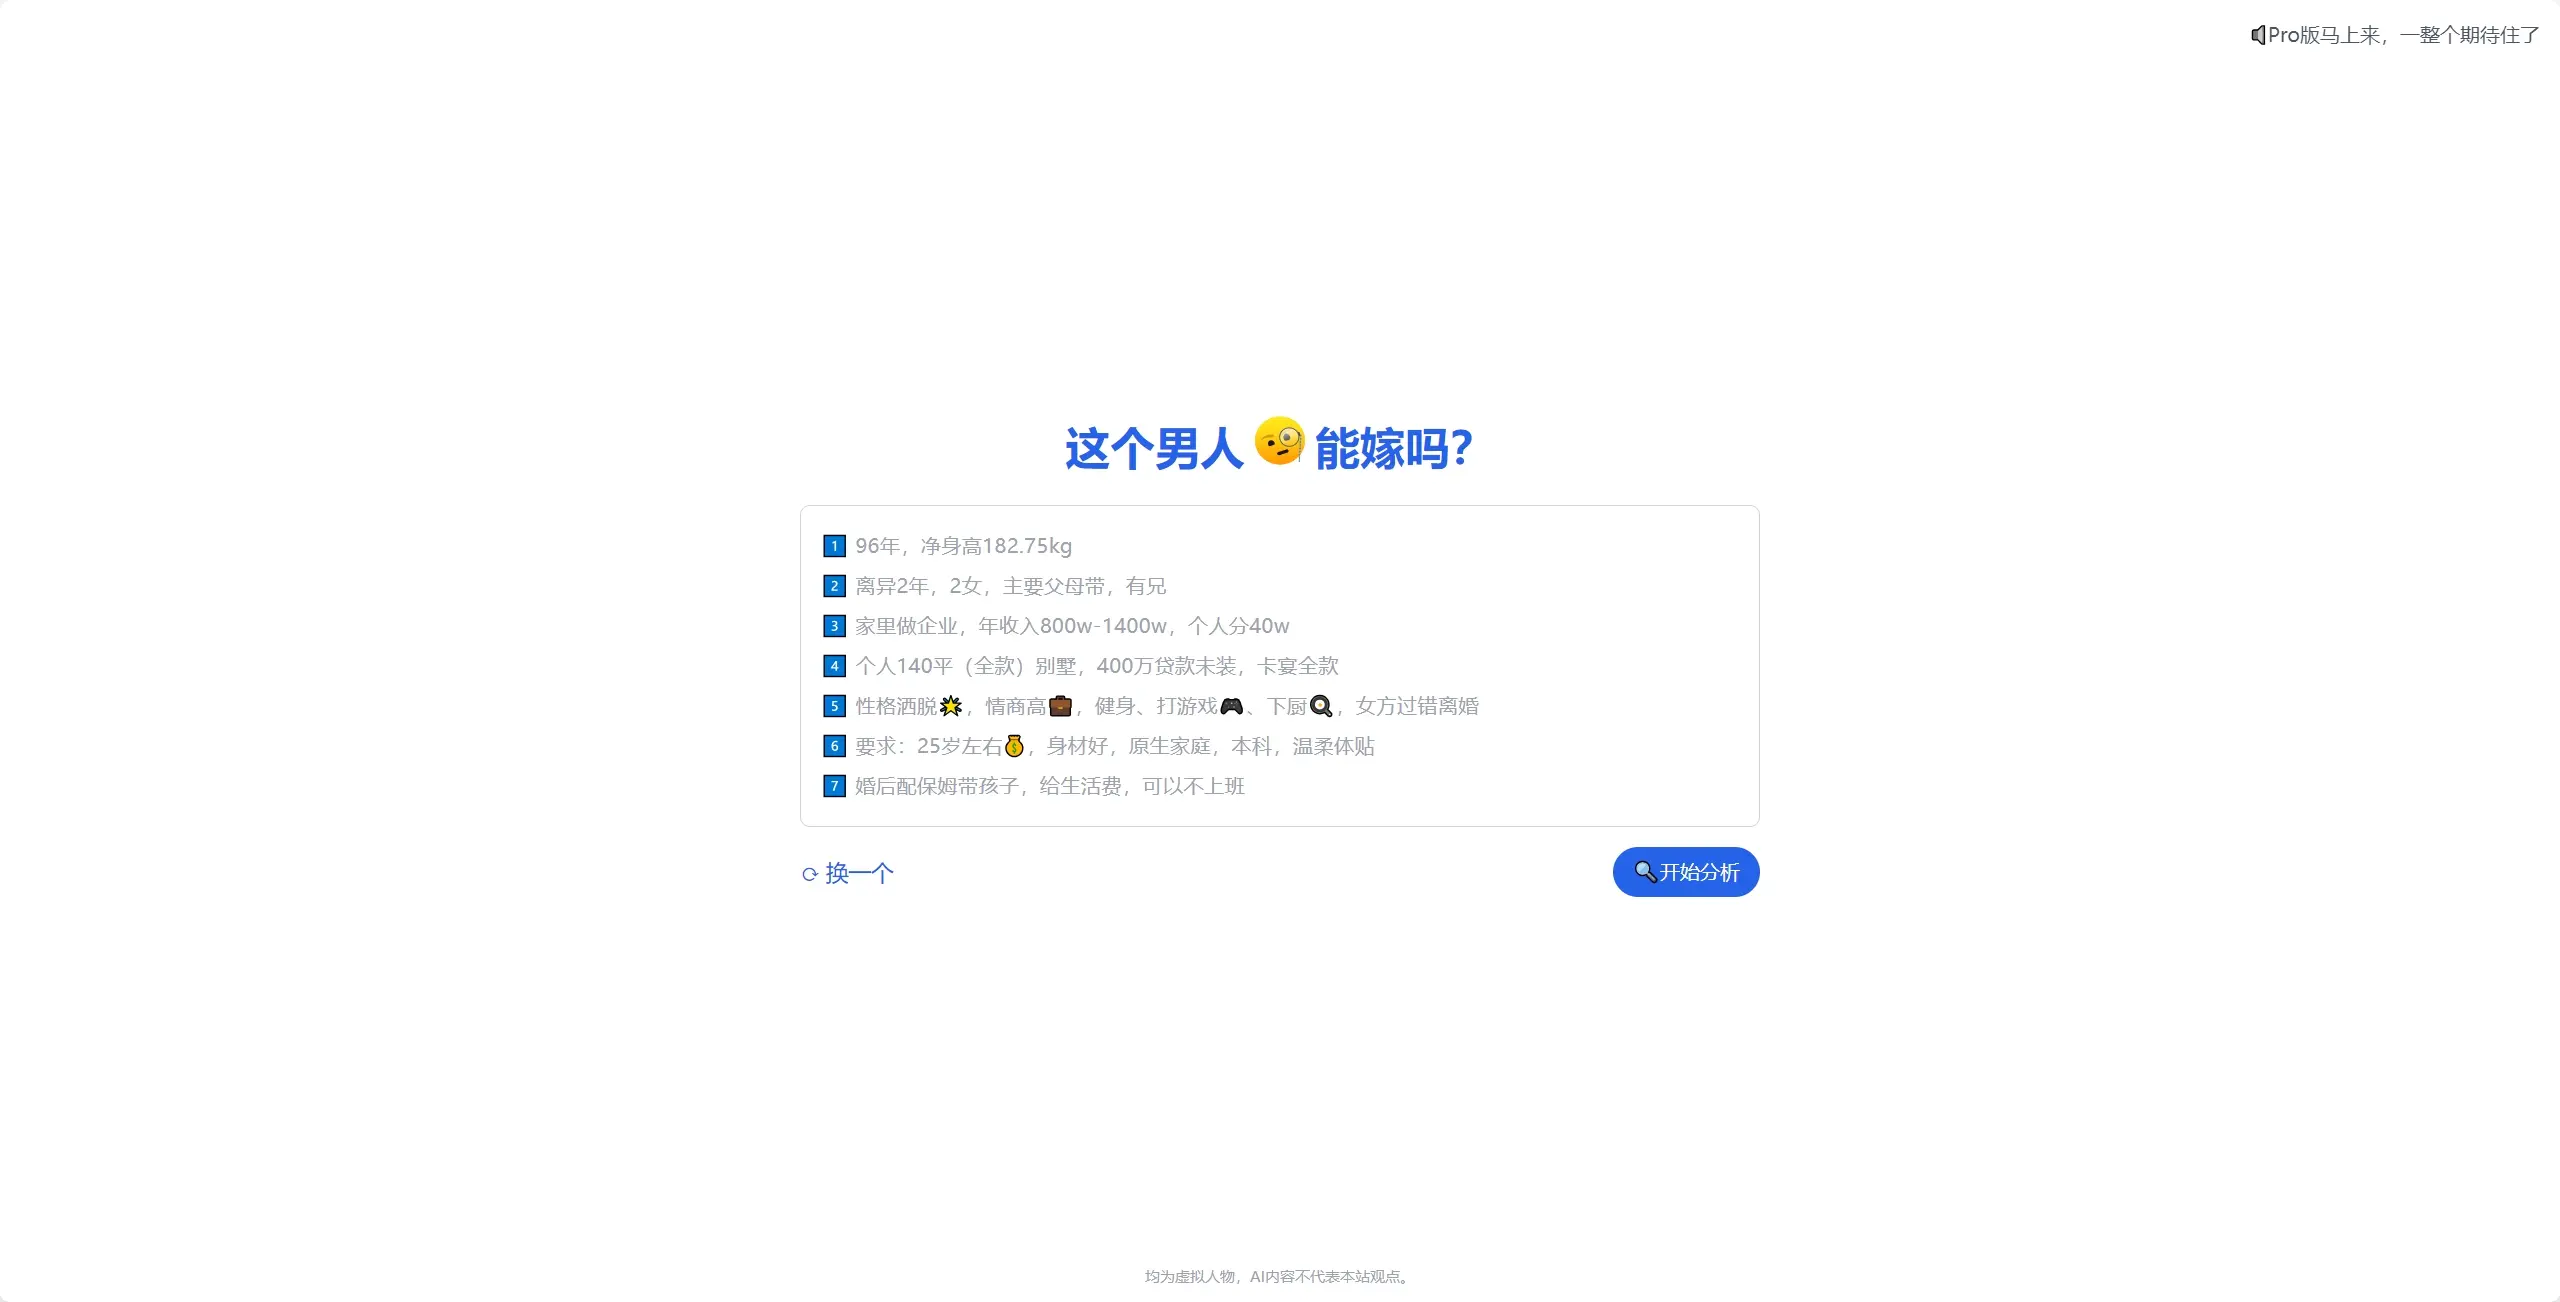 🔈Pro版马上来，一整个期待住了
这个男人🧐能嫁吗？
1 96年，净身高182.75kg
2 离异2年，2女，主要父母带，有兄
3 家里做企业，年收入800w-1400w，个人分40w
4 个人140平（全款）别墅，400万贷款未装，卡宴全款
5 性格洒脱🌟，情商高💼，健身、打游戏🎮、下厨🍳，女方过错离婚
6 要求：25岁左右💰，身材好，原生家庭，本科，温柔体贴
7 婚后配保姆带孩子，给生活费，可以不上班
⟳ 换一个
🔍开始分析
均为虚拟人物，AI内容不代表本站观点。